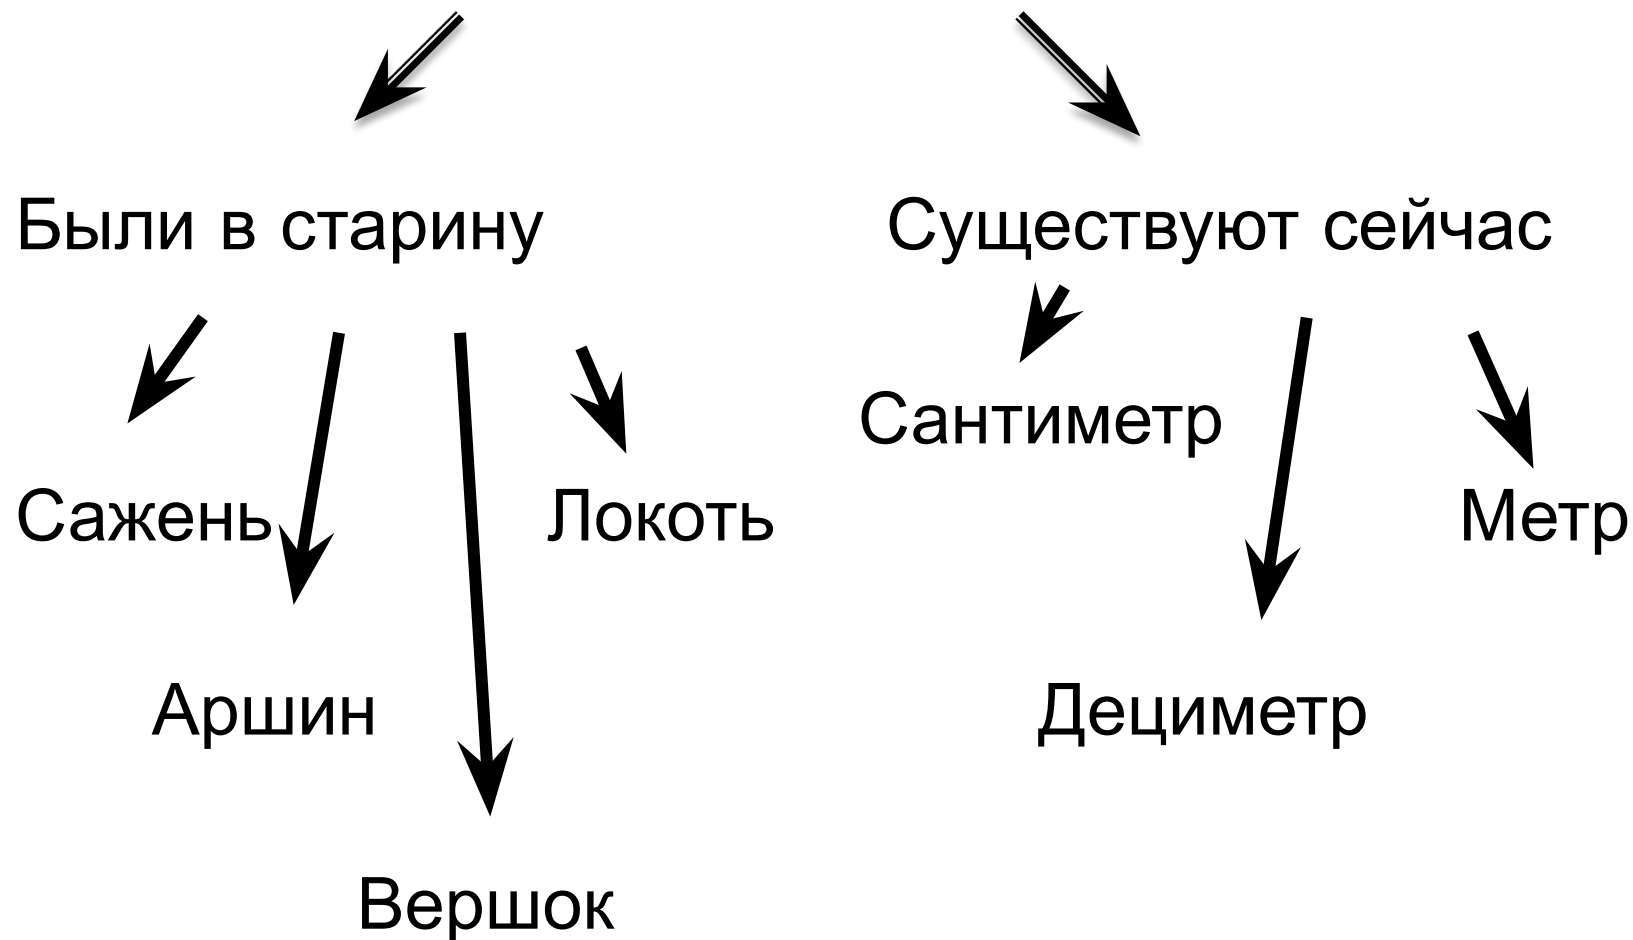 Были в старину
Существуют сейчас
Сантиметр
Сажень
Локоть
Метр
Аршин
Дециметр
Вершок